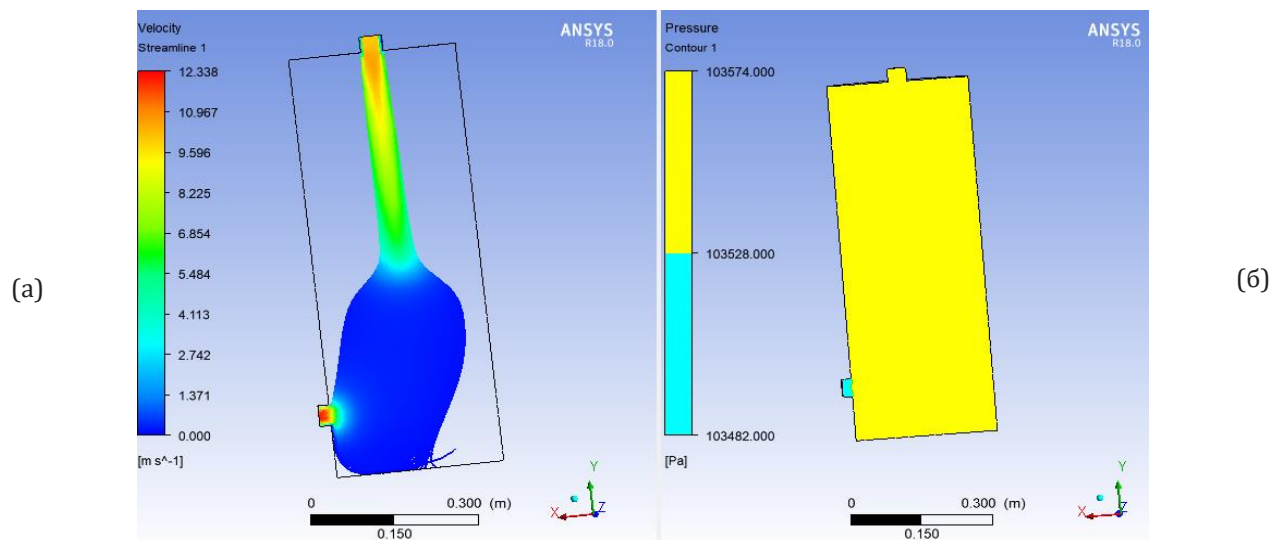 (а)
Velocity
Streamline 1
ANSYS
R18.0
12.338
10.967
9.596
8.225
6.854
5.484
4.113
2.742
1.371
0.000
[m s^-1]
0 0.300 (m)
0.150
Y
X Z
Pressure
Contour 1
ANSYS
R18.0
103574.000
103528.000
103482.000
[Pa]
0 0.300 (m)
0.150
Y
X Z
(б)